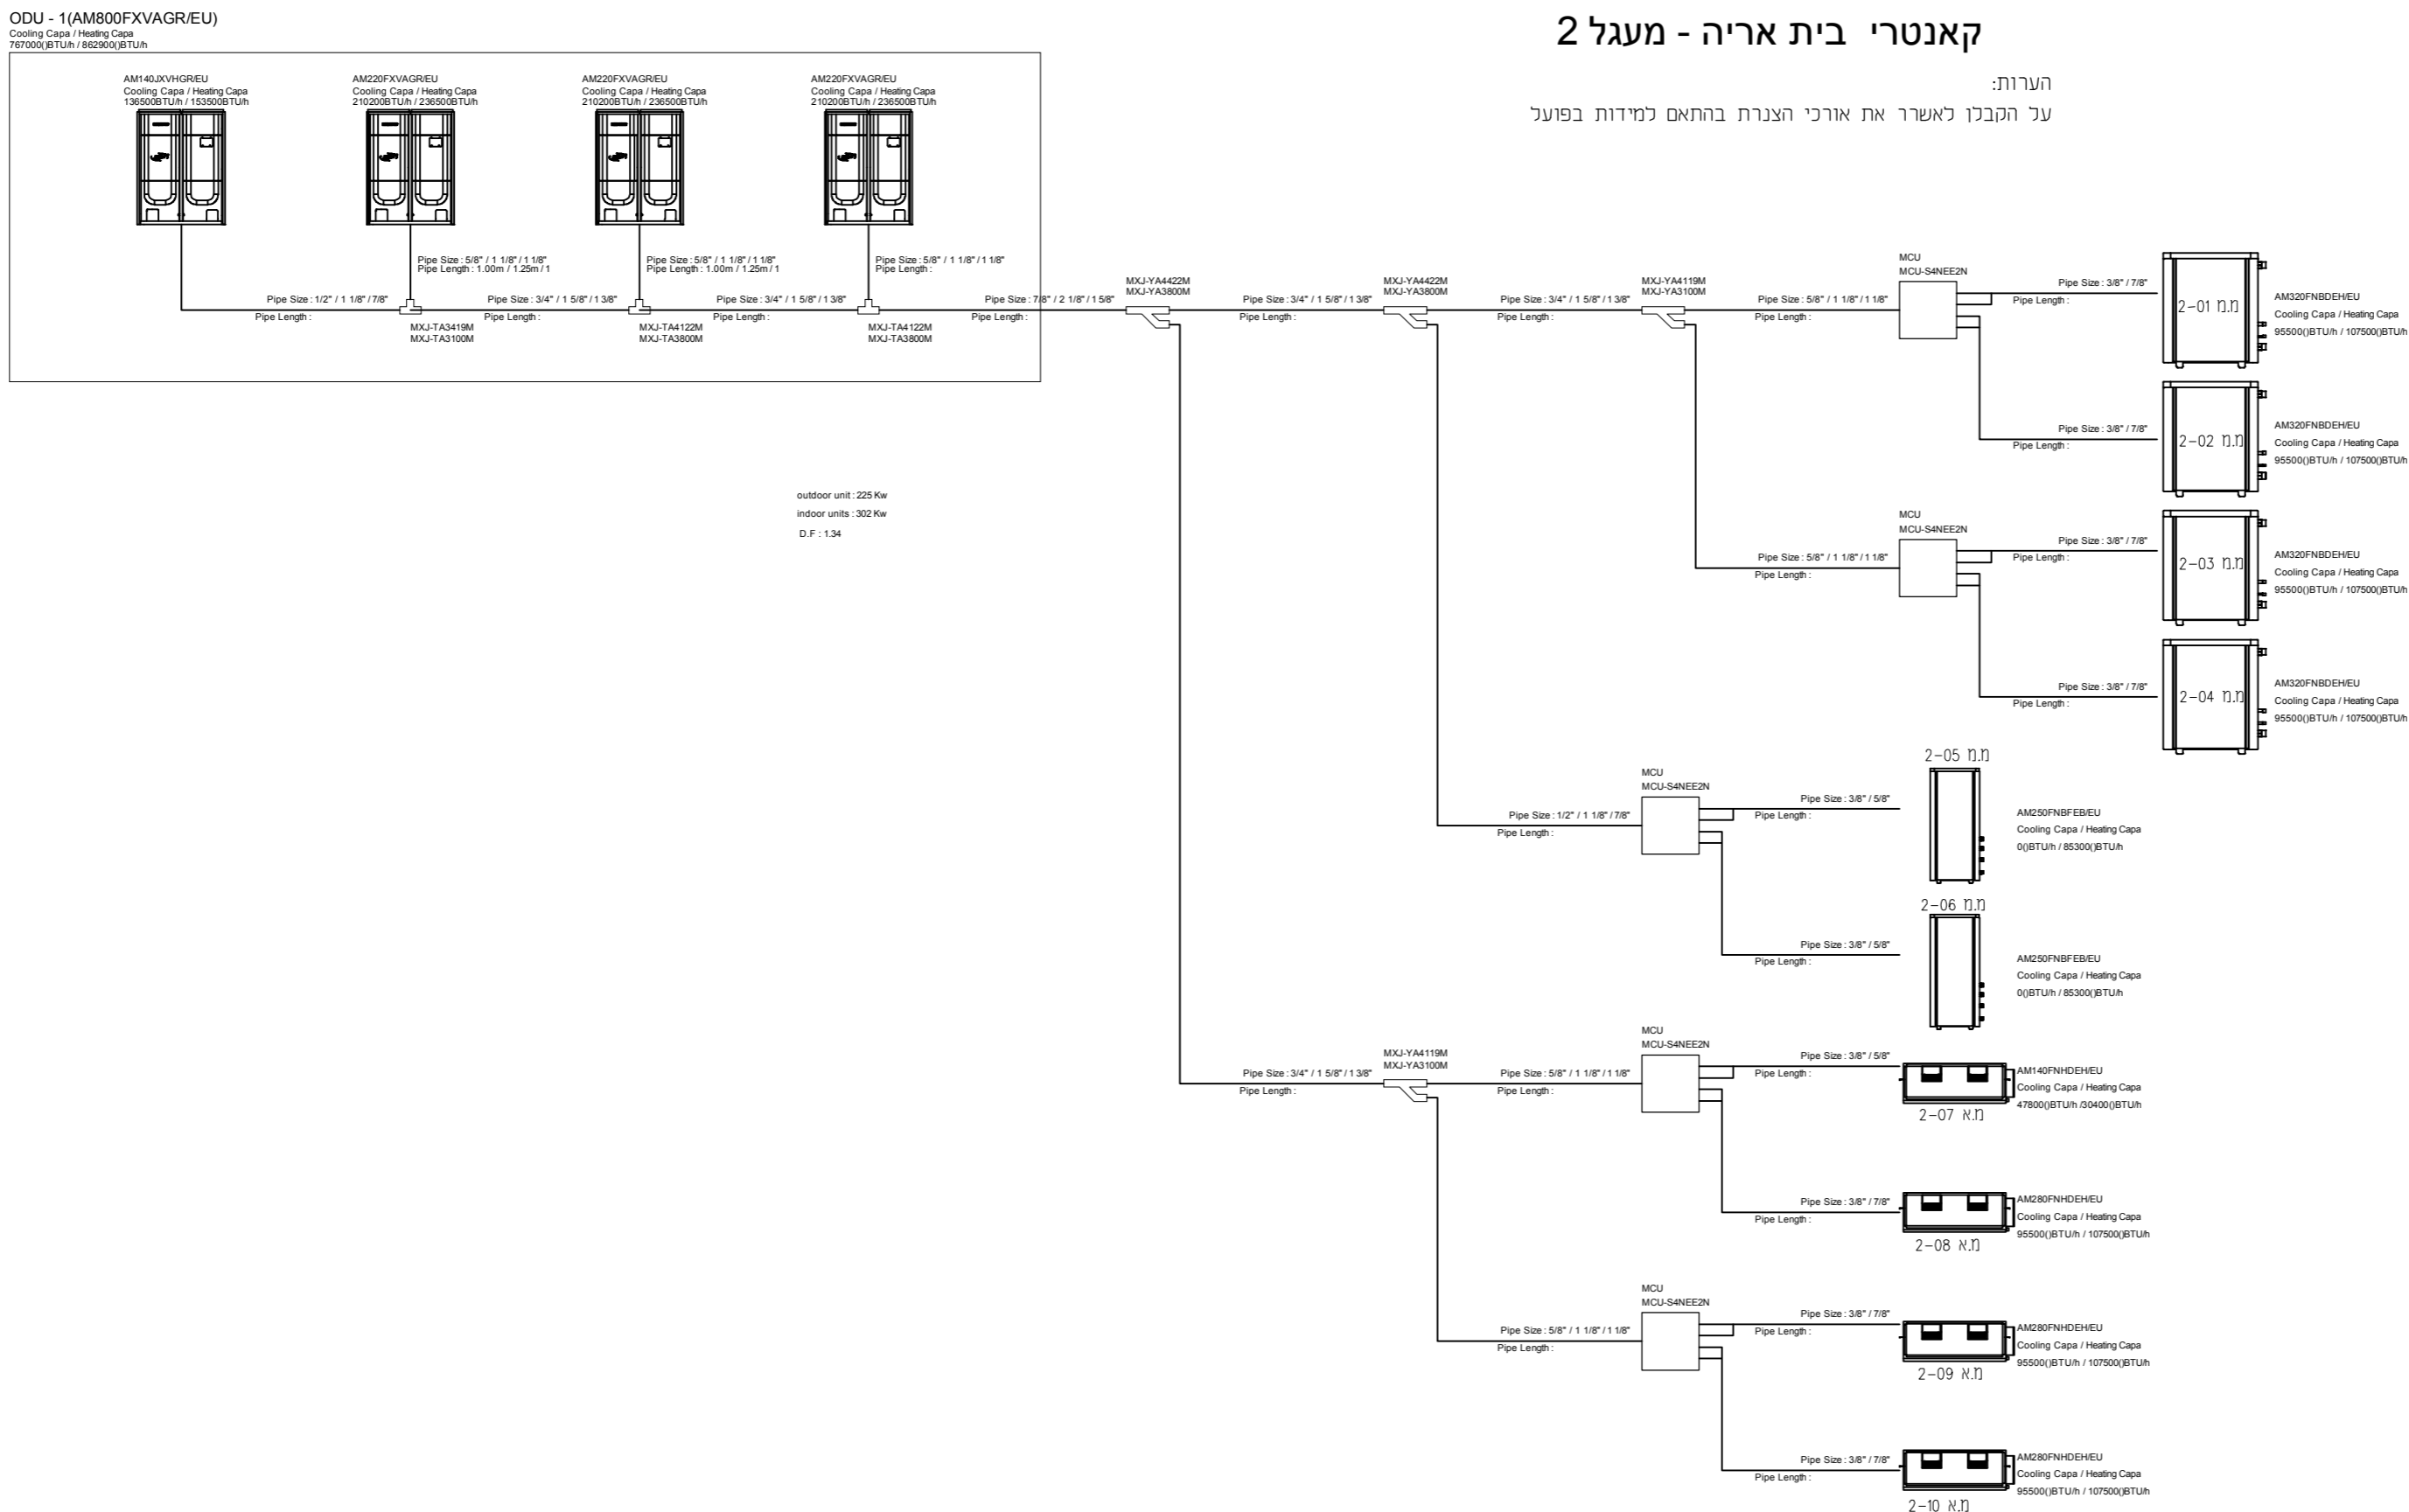 ODU - 1(AM800FXVAGR/EU)
Cooling Capa / Heating Capa
767000()BTU/h / 862900()BTU/h
קאנטרי בית אריה - מעגל 2
הערות:
על הקבלן לאשרר את אורכי הצנרת בהתאם למידות בפועל
AM140JXVHGR/EU
Cooling Capa / Heating Capa
136500BTU/h / 153500BTU/h
AM220FXVAGR/EU
Cooling Capa / Heating Capa
210200BTU/h / 236500BTU/h
AM220FXVAGR/EU
Cooling Capa / Heating Capa
210200BTU/h / 236500BTU/h
AM220FXVAGR/EU
Cooling Capa / Heating Capa
210200BTU/h / 236500BTU/h
Pipe Size : 5/8" / 1 1/8" / 1 1/8"
Pipe Length : 1.00m / 1.25m / 1
Pipe Size : 5/8" / 1 1/8" / 1 1/8"
Pipe Length : 1.00m / 1.25m / 1
Pipe Size : 5/8" / 1 1/8" / 1 1/8"
Pipe Length :
Pipe Size : 1/2" / 1 1/8" / 7/8"
Pipe Length :
MXJ-TA3419M
MXJ-TA3100M
Pipe Size : 3/4" / 1 5/8" / 1 3/8"
Pipe Length :
MXJ-TA4122M
MXJ-TA3800M
Pipe Size : 3/4" / 1 5/8" / 1 3/8"
Pipe Length :
MXJ-TA4122M
MXJ-TA3800M
Pipe Size : 7/8" / 2 1/8" / 1 5/8"
Pipe Length :
MXJ-YA4422M
MXJ-YA3800M
Pipe Size : 3/4" / 1 5/8" / 1 3/8"
Pipe Length :
MXJ-YA4422M
MXJ-YA3800M
Pipe Size : 3/4" / 1 5/8" / 1 3/8"
Pipe Length :
MXJ-YA4119M
MXJ-YA3100M
Pipe Size : 5/8" / 1 1/8" / 1 1/8"
Pipe Length :
MCU
MCU-S4NEE2N
Pipe Size : 3/8" / 7/8"
Pipe Length :
מ.מ 2-01
AM320FNBDEH/EU
Cooling Capa / Heating Capa
95500()BTU/h / 107500()BTU/h
Pipe Size : 3/8" / 7/8"
Pipe Length :
מ.מ 2-02
AM320FNBDEH/EU
Cooling Capa / Heating Capa
95500()BTU/h / 107500()BTU/h
outdoor unit : 225 Kw
indoor units : 302 Kw
D.F : 1.34
Pipe Size : 5/8" / 1 1/8" / 1 1/8"
Pipe Length :
MCU
MCU-S4NEE2N
Pipe Size : 3/8" / 7/8"
Pipe Length :
מ.מ 2-03
AM320FNBDEH/EU
Cooling Capa / Heating Capa
95500()BTU/h / 107500()BTU/h
Pipe Size : 3/8" / 7/8"
Pipe Length :
מ.מ 2-04
AM320FNBDEH/EU
Cooling Capa / Heating Capa
95500()BTU/h / 107500()BTU/h
Pipe Size : 1/2" / 1 1/8" / 7/8"
Pipe Length :
MCU
MCU-S4NEE2N
Pipe Size : 3/8" / 5/8"
Pipe Length :
מ.מ 2-05
AM250FNBFEB/EU
Cooling Capa / Heating Capa
0()BTU/h / 85300()BTU/h
Pipe Size : 3/8" / 5/8"
Pipe Length :
מ.מ 2-06
AM250FNBFEB/EU
Cooling Capa / Heating Capa
0()BTU/h / 85300()BTU/h
Pipe Size : 3/4" / 1 5/8" / 1 3/8"
Pipe Length :
MXJ-YA4119M
MXJ-YA3100M
Pipe Size : 5/8" / 1 1/8" / 1 1/8"
Pipe Length :
MCU
MCU-S4NEE2N
Pipe Size : 3/8" / 5/8"
Pipe Length :
AM140FNHDEH/EU
Cooling Capa / Heating Capa
47800()BTU/h /30400()BTU/h
מ.א 2-07
Pipe Size : 3/8" / 7/8"
Pipe Length :
AM280FNHDEH/EU
Cooling Capa / Heating Capa
95500()BTU/h / 107500()BTU/h
מ.א 2-08
Pipe Size : 5/8" / 1 1/8" / 1 1/8"
Pipe Length :
MCU
MCU-S4NEE2N
Pipe Size : 3/8" / 7/8"
Pipe Length :
AM280FNHDEH/EU
Cooling Capa / Heating Capa
95500()BTU/h / 107500()BTU/h
מ.א 2-09
Pipe Size : 3/8" / 7/8"
Pipe Length :
AM280FNHDEH/EU
Cooling Capa / Heating Capa
95500()BTU/h / 107500()BTU/h
מ.א 2-10